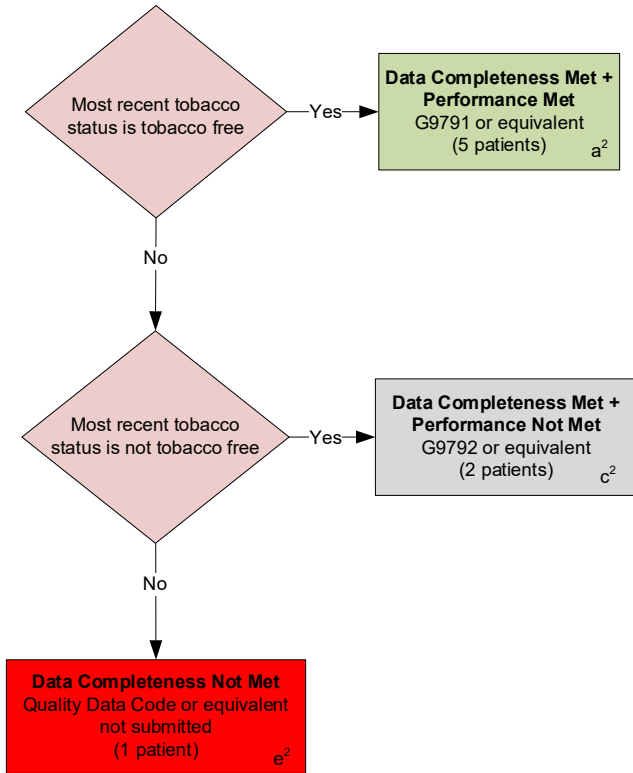 Most recent tobacco
status is tobacco free
Yes
Data Completeness Met +
Performance Met
G9791 or equivalent
(5 patients)
a²
No
Most recent tobacco
status is not tobacco free
Yes
Data Completeness Met +
Performance Not Met
G9792 or equivalent
(2 patients)
c²
No
Data Completeness Not Met
Quality Data Code or equivalent
not submitted
(1 patient)
e²